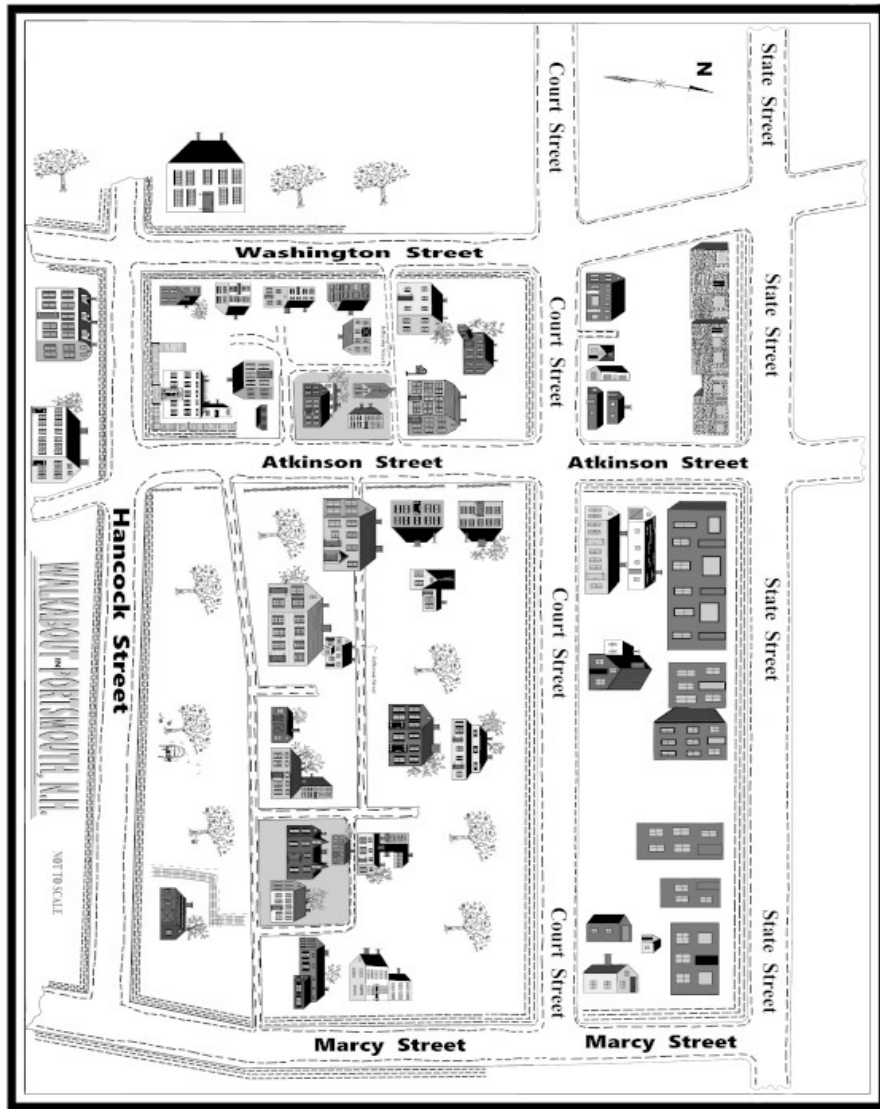 State Street
Court Street
N
Washington Street
Court Street
State Street
Atkinson Street
Atkinson Street
Hancock Street
WALKABOUT IN PORTSMOUTH, N.H.
NOT TO SCALE
Court Street
State Street
Court Street
State Street
Marcy Street
Marcy Street